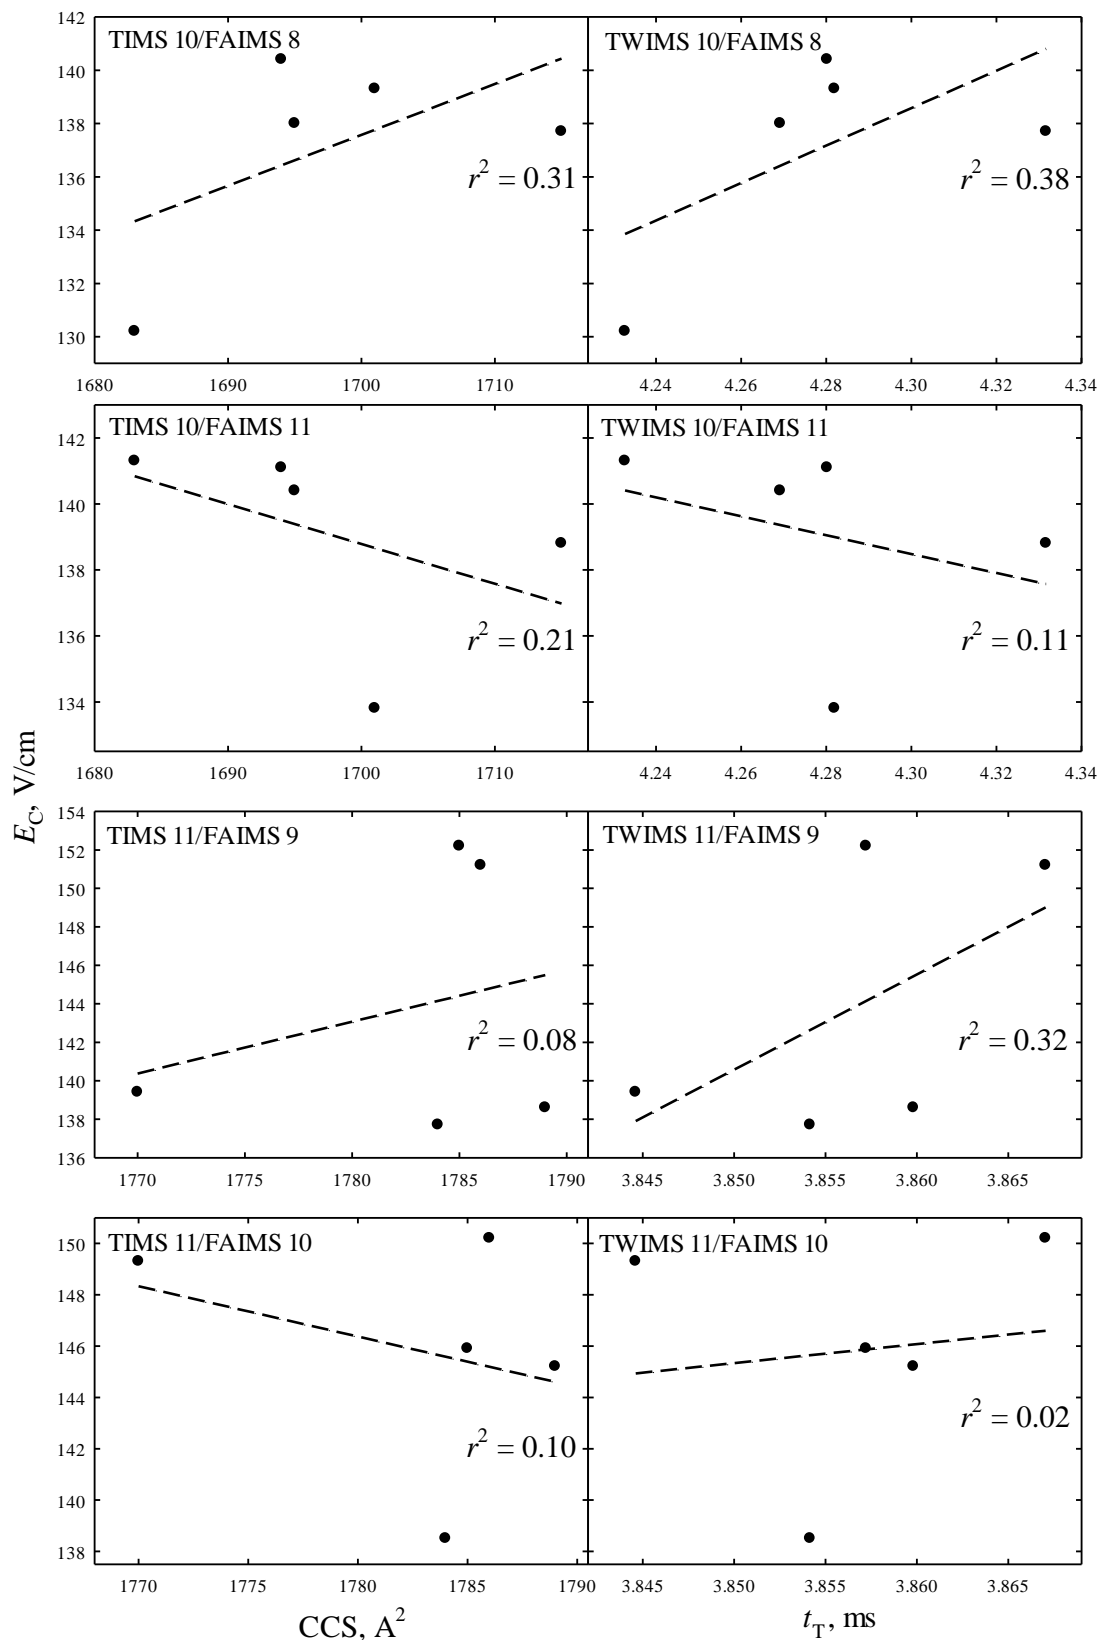 142
140
138
136
134
132
130
TIMS 10/FAIMS 8
r² = 0.31
1680 1690 1700 1710
TWIMS 10/FAIMS 8
r² = 0.38
4.24 4.26 4.28 4.30 4.32 4.34
142
140
138
136
134
TIMS 10/FAIMS 11
r² = 0.21
1680 1690 1700 1710
TWIMS 10/FAIMS 11
r² = 0.11
4.24 4.26 4.28 4.30 4.32 4.34
E_C, V/cm
154
152
150
148
146
144
142
140
138
136
TIMS 11/FAIMS 9
r² = 0.08
1770 1775 1780 1785 1790
TWIMS 11/FAIMS 9
r² = 0.32
3.845 3.850 3.855 3.860 3.865
150
148
146
144
142
140
138
TIMS 11/FAIMS 10
r² = 0.10
1770 1775 1780 1785 1790
TWIMS 11/FAIMS 10
r² = 0.02
3.845 3.850 3.855 3.860 3.865
CCS, A²
t_T, ms